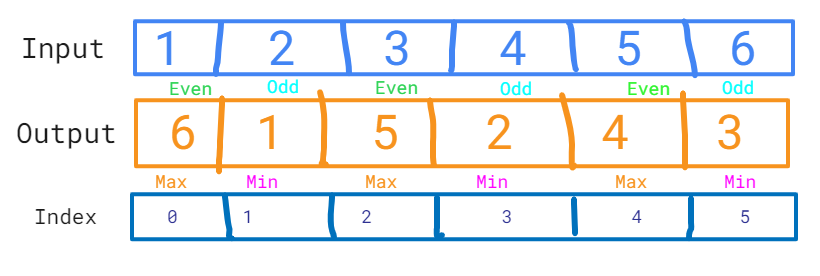 Input 1 2 3 4 5 6
Even Odd Even Odd Even Odd
Output 6 1 5 2 4 3
Max Min Max Min Max Min
Index 0 1 2 3 4 5